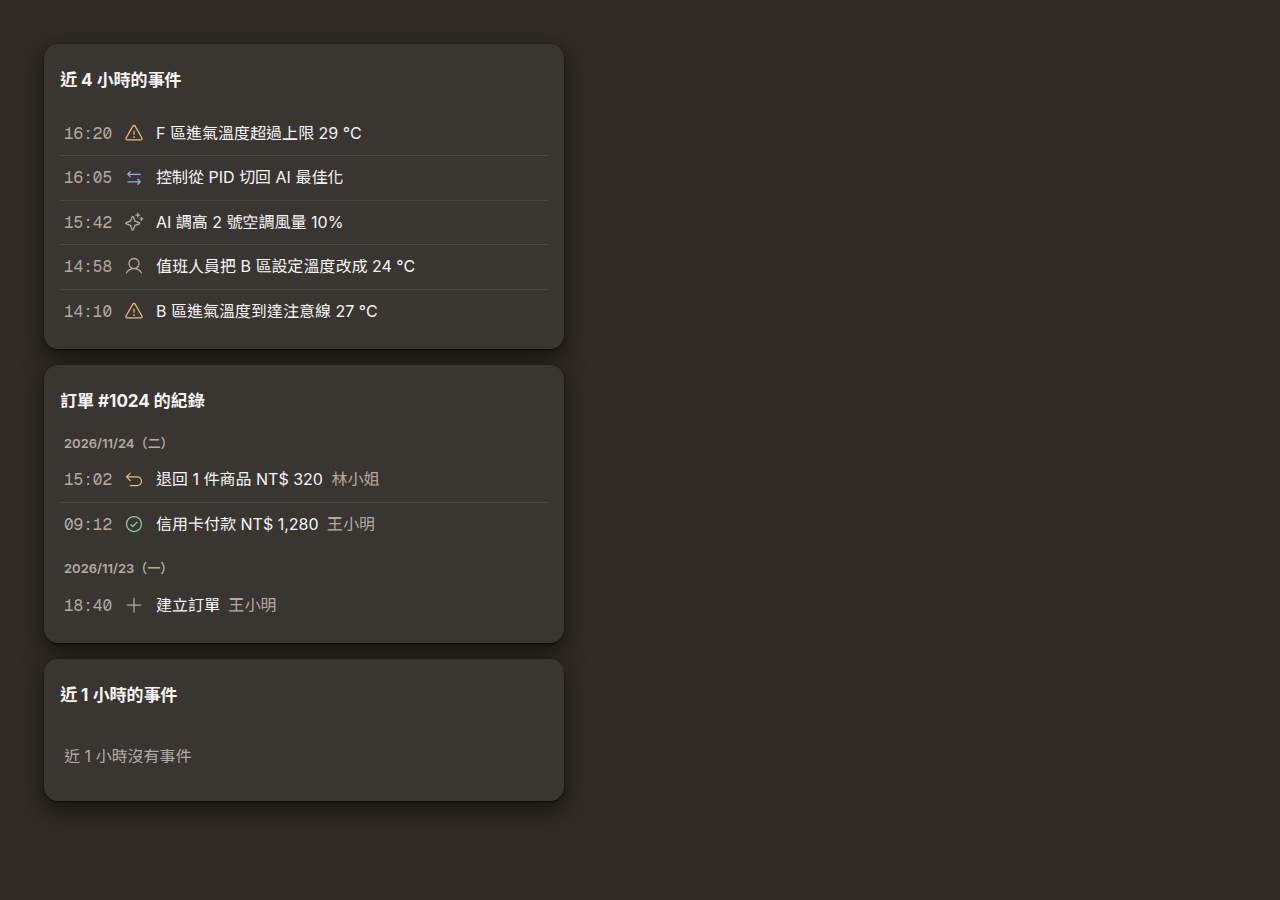 近 4 小時的事件
16:20 F 區進氣溫度超過上限 29 °C
16:05 控制從 PID 切回 AI 最佳化
15:42 AI 調高 2 號空調風量 10%
14:58 值班人員把 B 區設定溫度改成 24 °C
14:10 B 區進氣溫度到達注意線 27 °C
訂單 #1024 的紀錄
2026/11/24（二）
15:02 退回 1 件商品 NT$ 320 林小姐
09:12 信用卡付款 NT$ 1,280 王小明
2026/11/23（一）
18:40 建立訂單 王小明
近 1 小時的事件
近 1 小時沒有事件